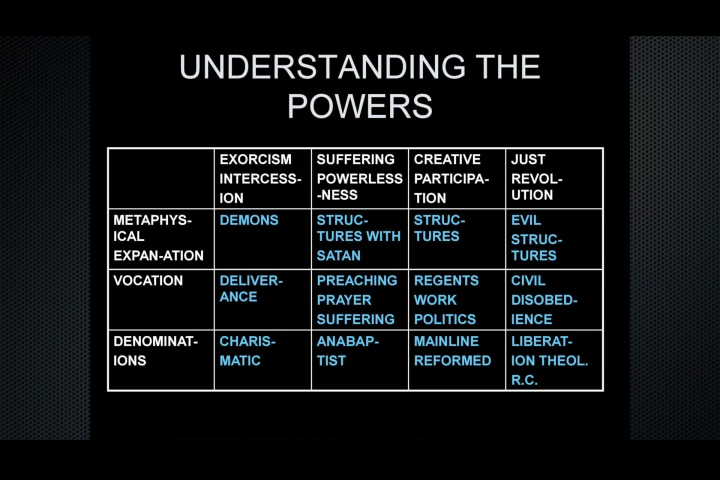 UNDERSTANDING THE
POWERS
EXORCISM
INTERCESS-
ION
SUFFERING
POWERLESS
-NESS
CREATIVE
PARTICIPA-
TION
JUST
REVOL-
UTION
METAPHYS-
ICAL
EXPAN-ATION
DEMONS
STRUC-
TURES WITH
SATAN
STRUC-
TURES
EVIL
STRUC-
TURES
VOCATION
DELIVER-
ANCE
PREACHING
PRAYER
SUFFERING
REGENTS
WORK
POLITICS
CIVIL
DISOBED-
IENCE
DENOMINAT-
IONS
CHARIS-
MATIC
ANABAP-
TIST
MAINLINE
REFORMED
LIBERAT-
ION THEOL.
R.C.